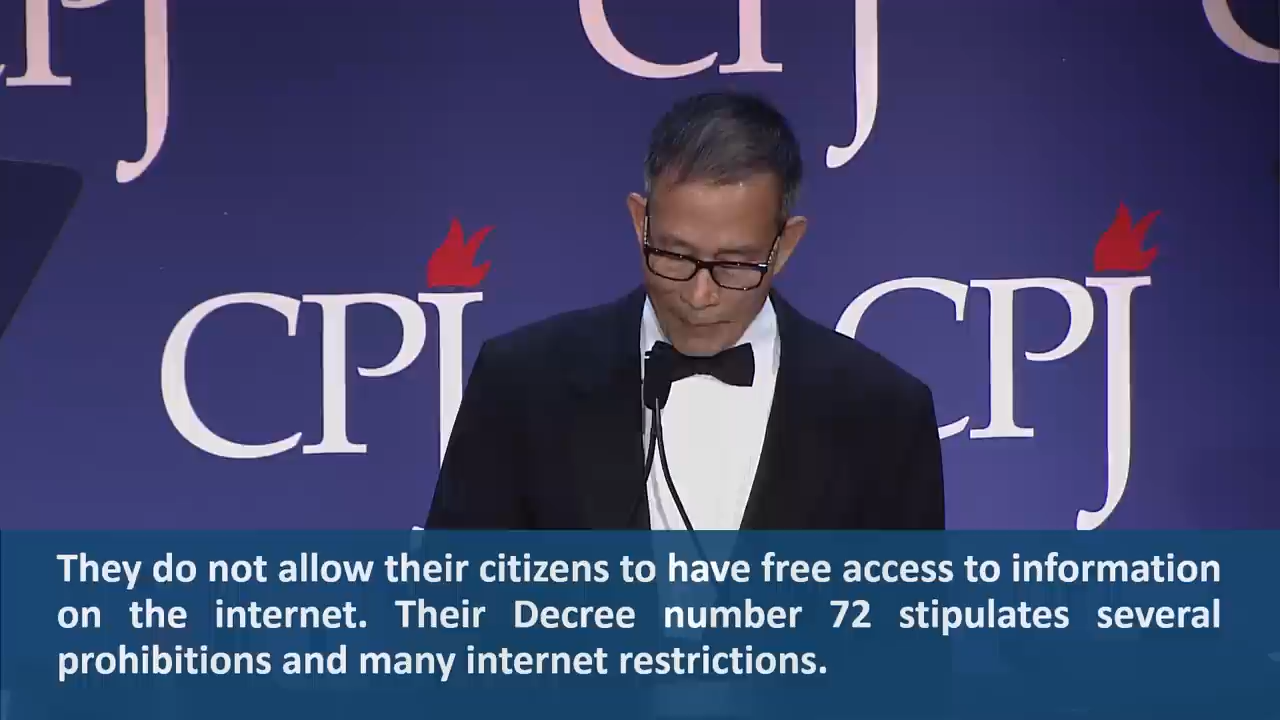 CPJ
CPJ
CPJ
CPJ
They do not allow their citizens to have free access to information
on the internet. Their Decree number 72 stipulates several
prohibitions and many internet restrictions.